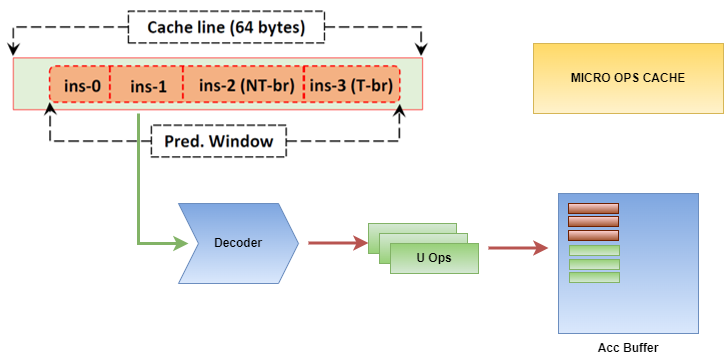 Cache line (64 bytes)
MICRO OPS CACHE
ins-0 ins-1 ins-2 (NT-br) ins-3 (T-br)
Pred. Window
Decoder
U Ops
Acc Buffer